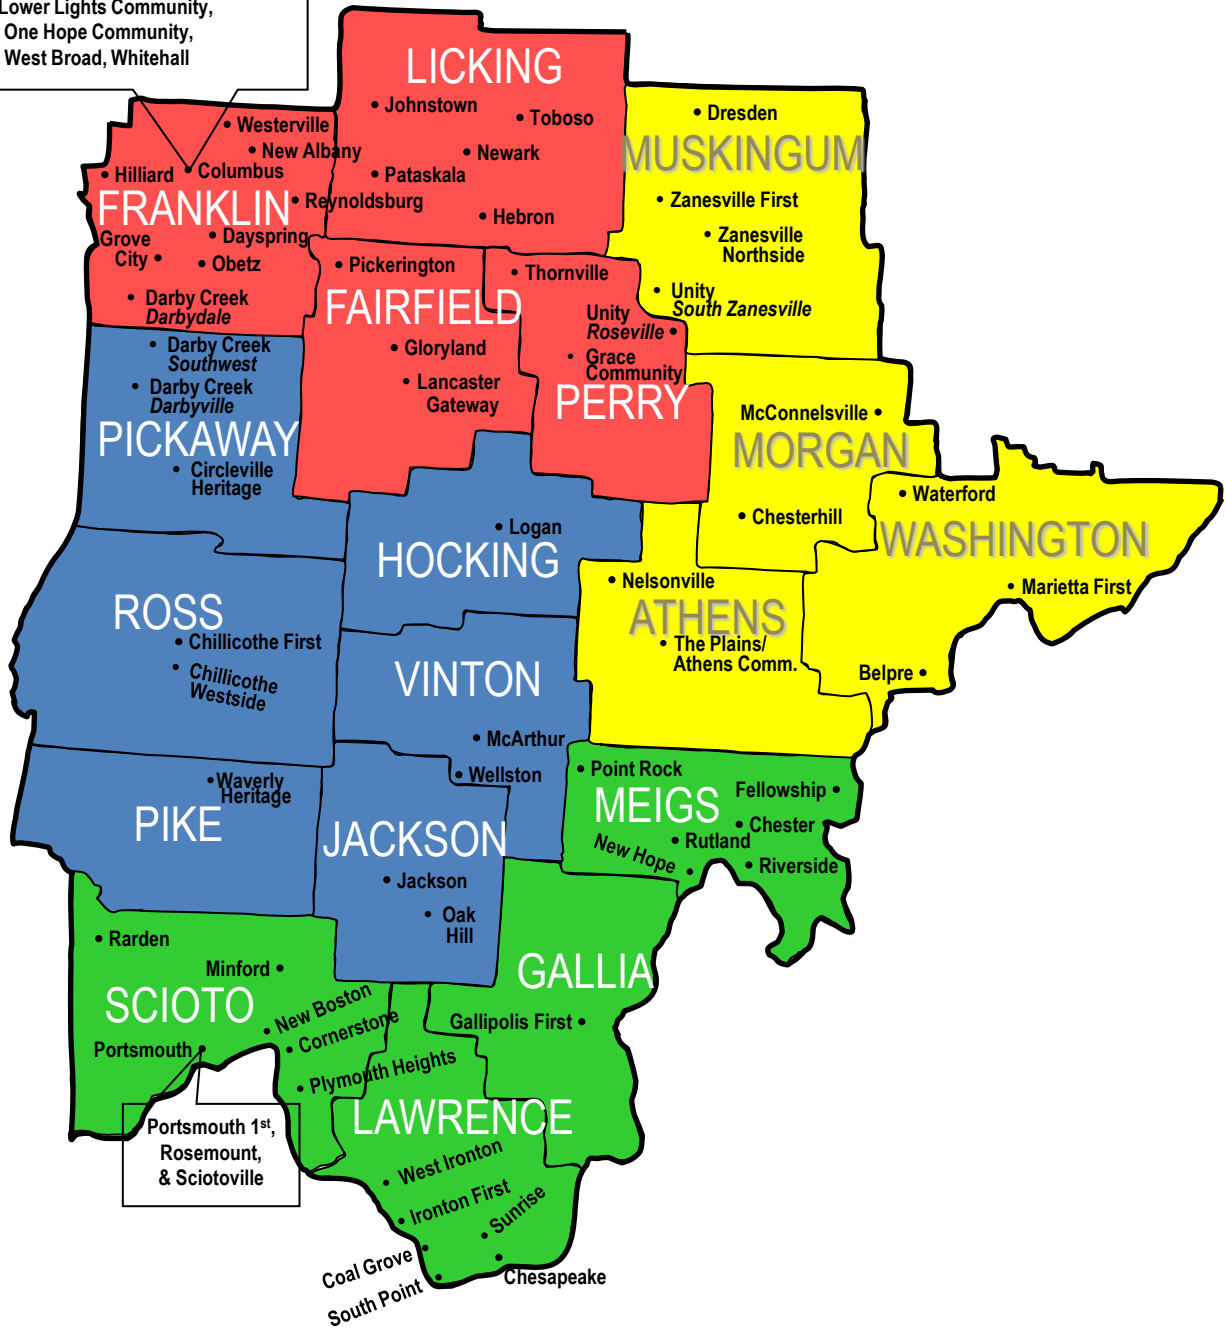 Lower Lights Community,
One Hope Community,
West Broad, Whitehall
LICKING
Johnstown
Toboso
Newark
Pataskala
Hebron
Westerville
New Albany
Hilliard
Columbus
FRANKLIN
Reynoldsburg
Grove
City
Dayspring
Obetz
Darby Creek
Darbydale
MUSKINGUM
Dresden
Zanesville First
Zanesville
Northside
Unity
South Zanesville
Pickerington
FAIRFIELD
Gloryland
Lancaster
Gateway
Thornville
Unity
Roseville
Grace
Community
PERRY
Darby Creek
Southwest
Darby Creek
Darbyville
PICKAWAY
Circleville
Heritage
McConnelsville
MORGAN
Chesterhill
Waterford
WASHINGTON
Marietta First
Belpre
Logan
HOCKING
Nelsonville
ATHENS
The Plains/
Athens Comm.
ROSS
Chillicothe First
Chillicothe
Westside
VINTON
McArthur
Wellston
Waverly
Heritage
PIKE
JACKSON
Jackson
Oak
Hill
Point Rock
MEIGS
Fellowship
Chester
Rutland
New Hope
Riverside
Rarden
Minford
SCIOTO
New Boston
Cornerstone
Portsmouth
Plymouth Heights
Portsmouth 1st,
Rosemount,
& Sciotoville
GALLIA
Gallipolis First
LAWRENCE
West Ironton
Ironton First
Sunrise
Coal Grove
South Point
Chesapeake